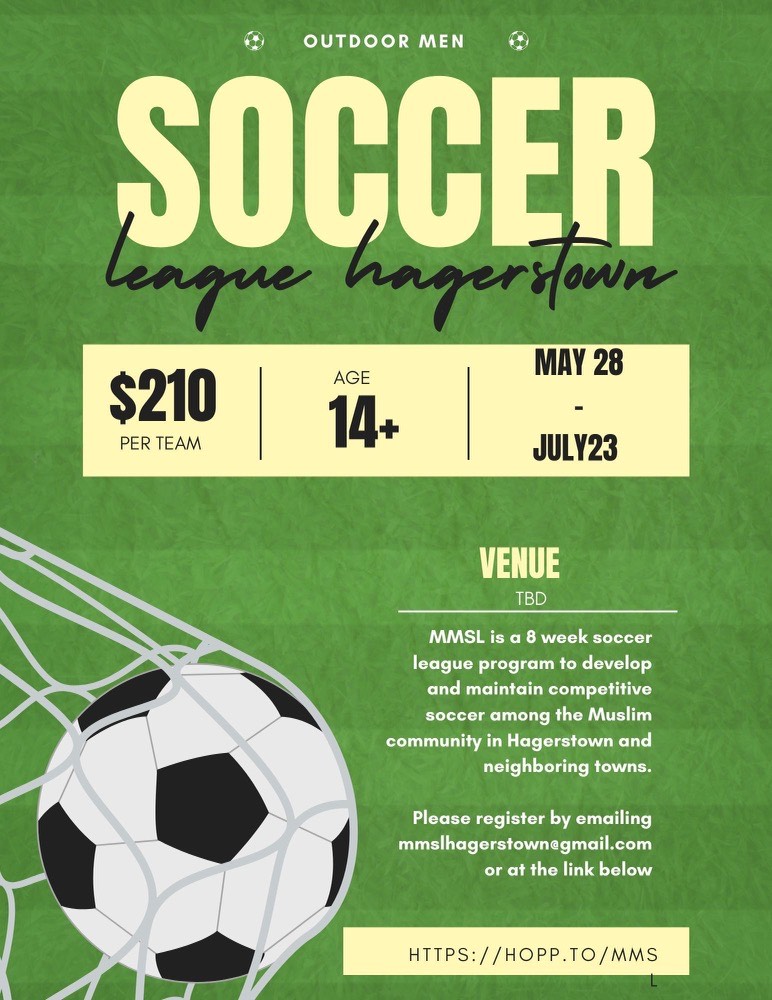 OUTDOOR MEN
SOCCER
league hagerstown
$210
PER TEAM
AGE
14+
MAY 28
-
JULY23
VENUE
TBD
MMSL is a 8 week soccer
league program to develop
and maintain competitive
soccer among the Muslim
community in Hagerstown and
neighboring towns.
Please register by emailing
mmslhagerstown@gmail.com
or at the link below
HTTPS://HOPP.TO/MMS
L